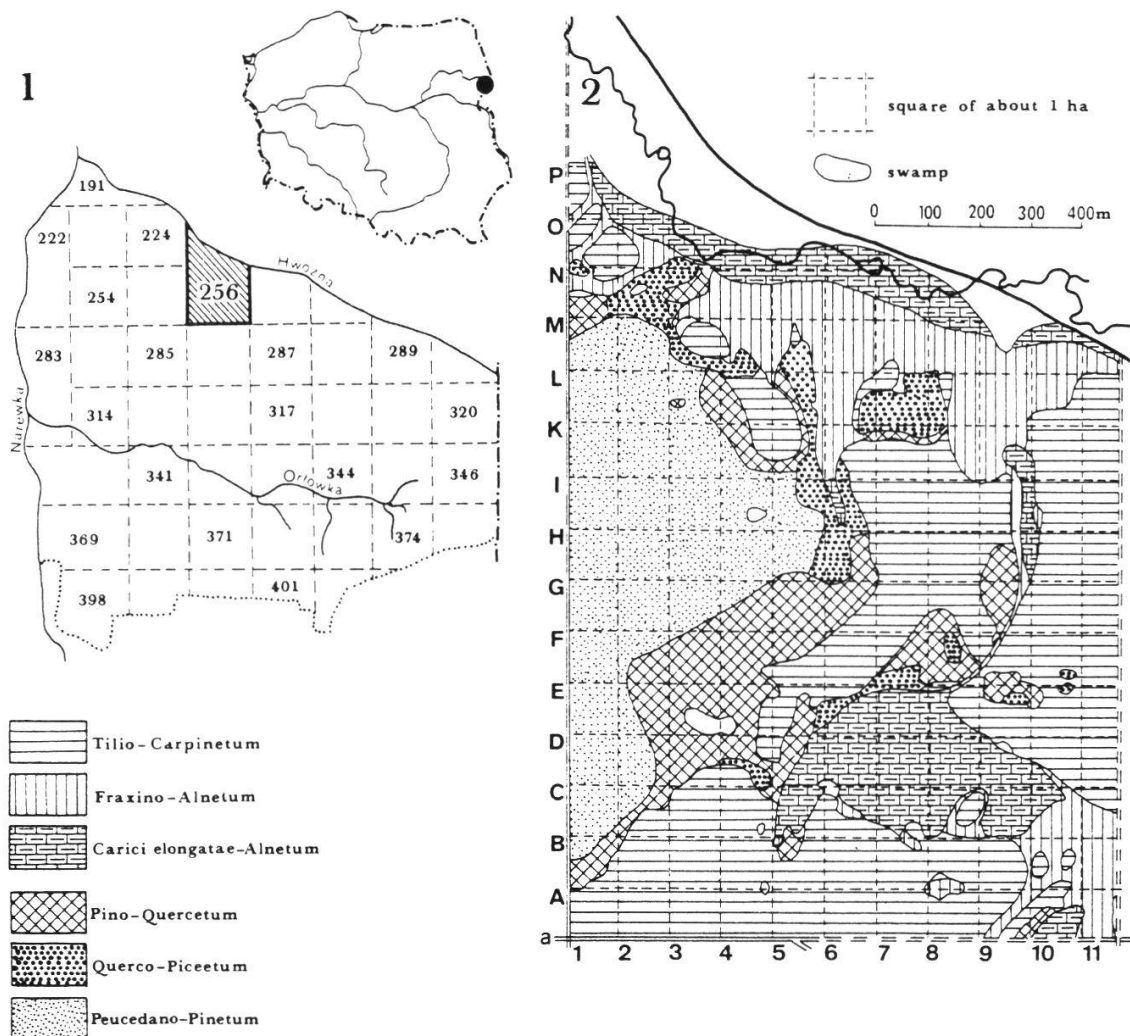 1
191
222
224
Hwoźna
254
256
283
285
287
289
Narewka
314
317
320
341
Orłówka
344
346
369
371
374
398
401
Tilio-Carpinetum
Fraxino-Alnetum
Carici elongatae-Alnetum
Pino-Quercetum
Querco-Piceetum
Peucedano-Pinetum
2
square of about 1 ha
swamp
0 100 200 300 400m
P
O
N
M
L
K
I
H
G
F
E
D
C
B
A
a
1 2 3 4 5 6 7 8 9 10 11